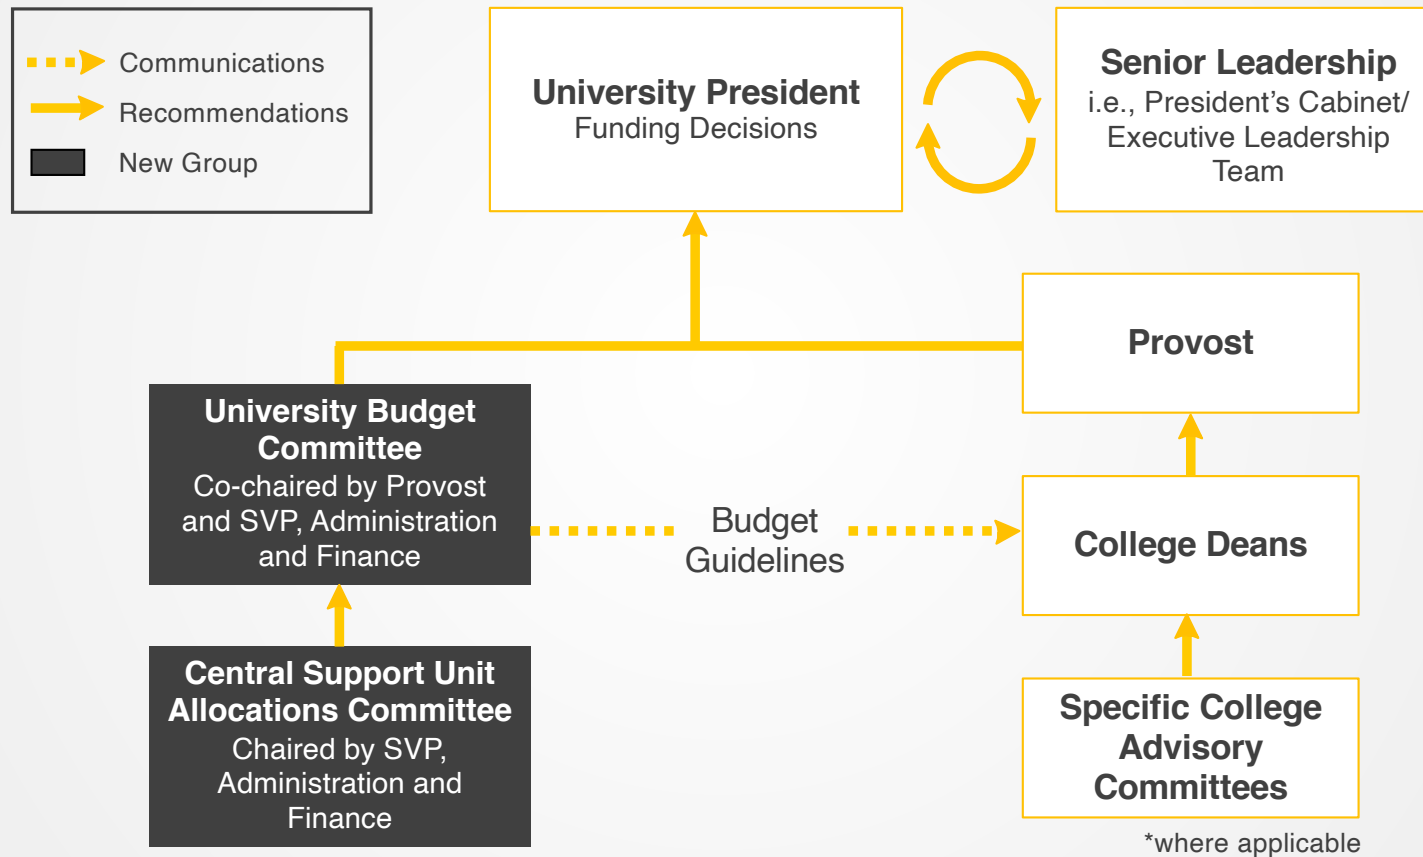 Communications
Recommendations
New Group
University President
Funding Decisions
Senior Leadership
i.e., President’s Cabinet/
Executive Leadership
Team
Provost
University Budget
Committee
Co-chaired by Provost
and SVP, Administration
and Finance
Budget
Guidelines
College Deans
Central Support Unit
Allocations Committee
Chaired by SVP,
Administration and
Finance
Specific College
Advisory
Committees
*where applicable